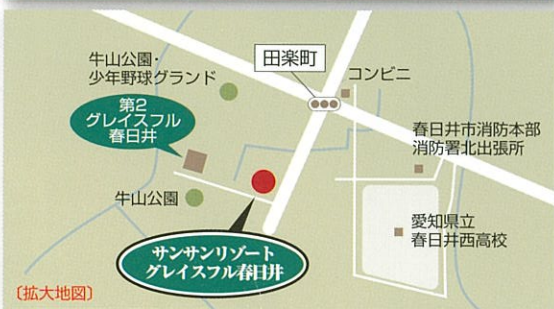 牛山公園・
少年野球グランド
田楽町
コンビニ
第2
グレイスフル
春日井
春日井市消防本部
消防署北出張所
牛山公園
愛知県立
春日井西高校
サンサンリゾート
グレイスフル春日井
〔拡大地図〕